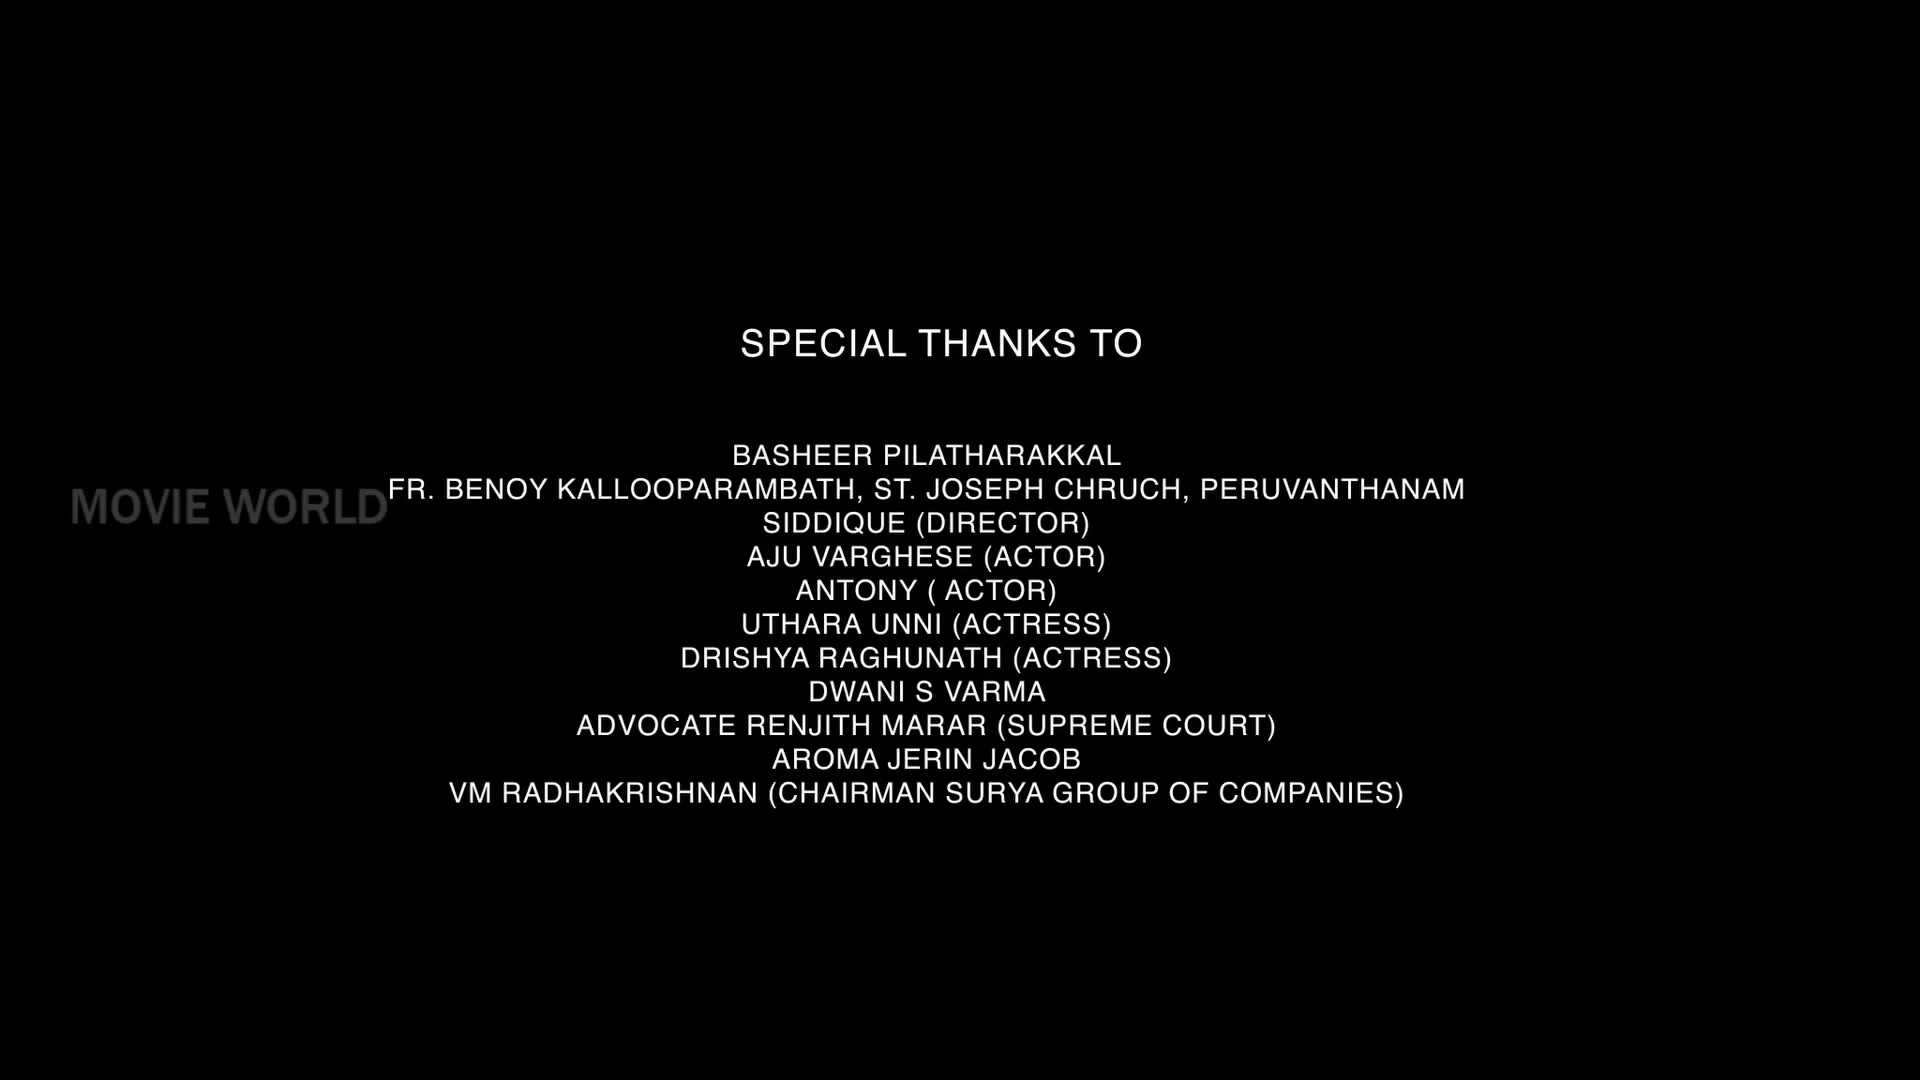 SPECIAL THANKS TO
BASHEER PILATHARAKKAL
FR. BENOY KALLOOPARAMBATH, ST. JOSEPH CHRUCH, PERUVANTHANAM
MOVIE WORLD
SIDDIQUE (DIRECTOR)
AJU VARGHESE (ACTOR)
ANTONY ( ACTOR)
UTHARA UNNI (ACTRESS)
DRISHYA RAGHUNATH (ACTRESS)
DWANI S VARMA
ADVOCATE RENJITH MARAR (SUPREME COURT)
AROMA JERIN JACOB
VM RADHAKRISHNAN (CHAIRMAN SURYA GROUP OF COMPANIES)